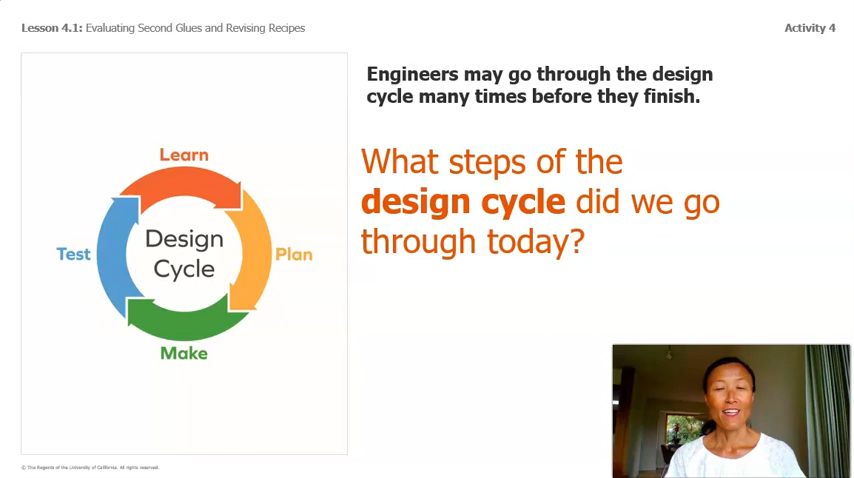 Lesson 4.1: Evaluating Second Glues and Revising Recipes
Activity 4
Engineers may go through the design
cycle many times before they finish.
What steps of the
design cycle did we go
through today?
Learn
Design
Cycle
Test
Plan
Make
© The Regents of the University of California. All rights reserved.